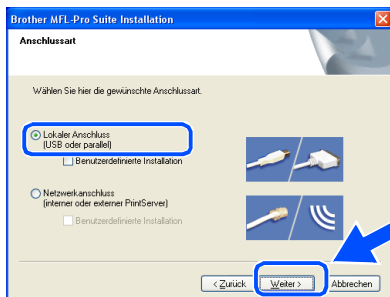 Brother MFL-Pro Suite Installation
Anschlussart
Wählen Sie hier die gewünschte Anschlussart.
Lokaler Anschluss
(USB oder parallel)
Benutzerdefinierte Installation
Netzwerkanschluss
(interner oder externer PrintServer)
Benutzerdefinierte Installation
< Zurück Weiter > Abbrechen